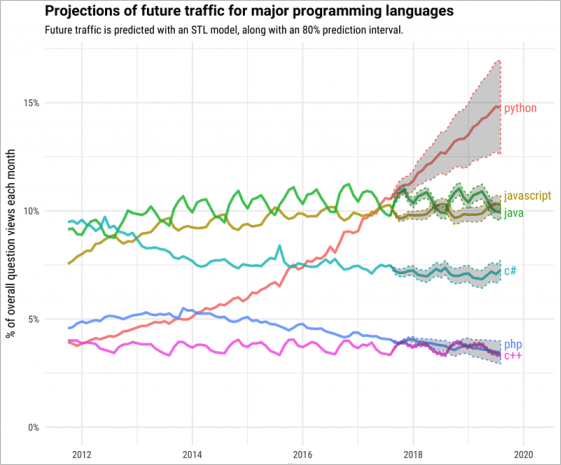 Projections of future traffic for major programming languages
Future traffic is predicted with an STL model, along with an 80% prediction interval.
% of overall question views each month
15%
10%
5%
0%
python
javascript
java
c#
php
c++
2012
2014
2016
2018
2020